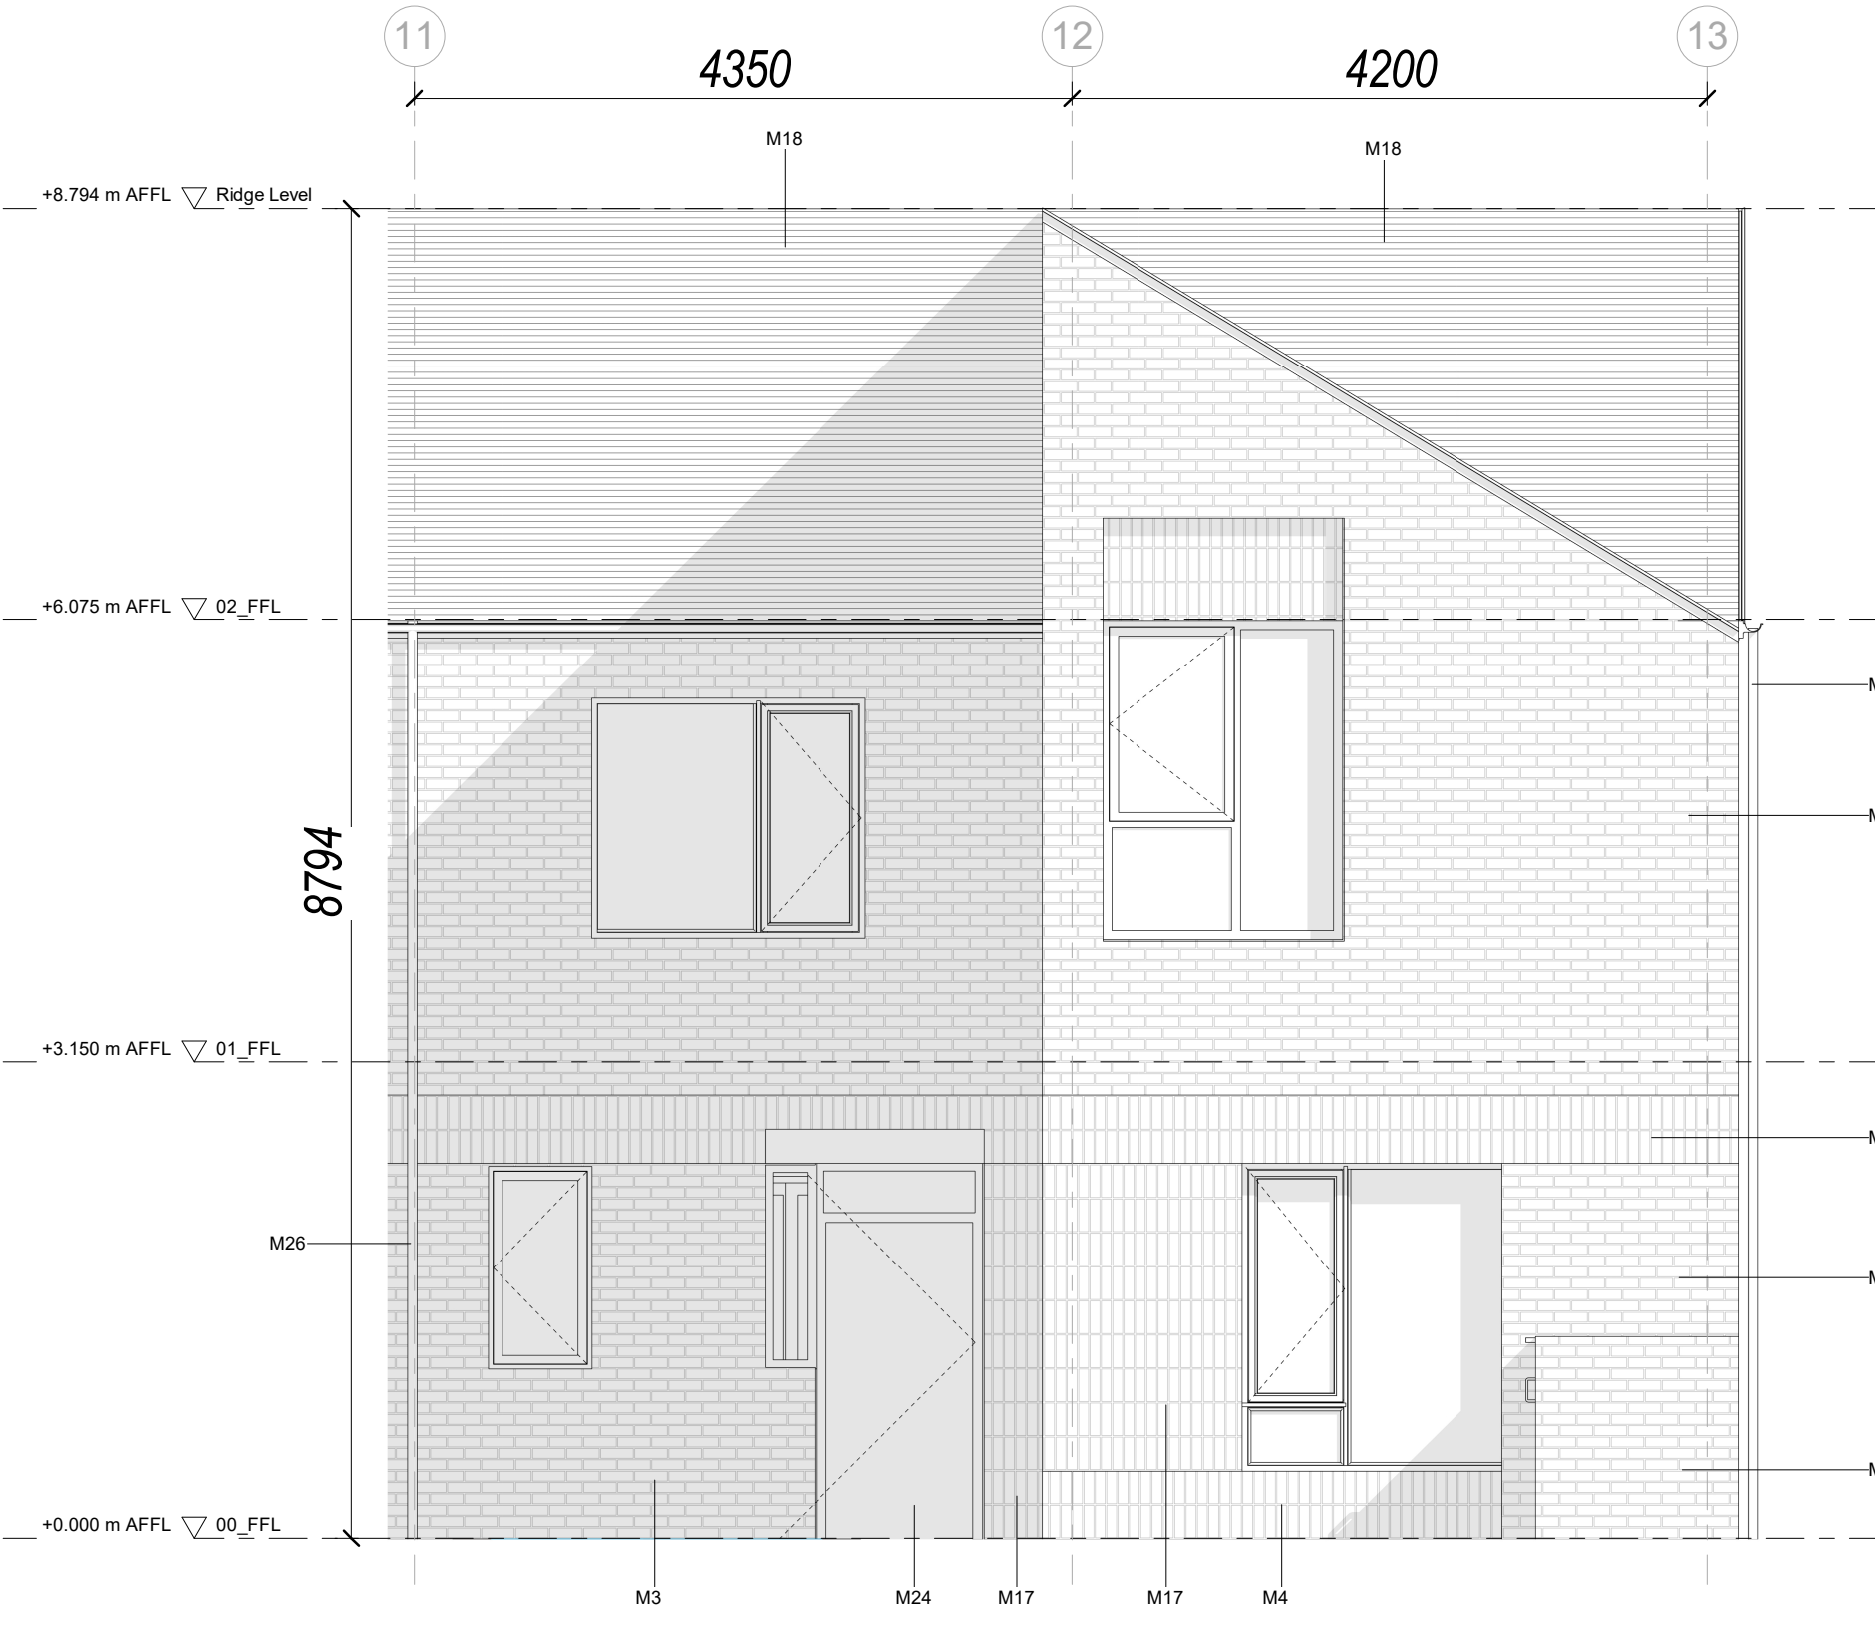 11
12
13
4350
4200
M18
M18
+8.794 m AFFL Ridge Level
+6.075 m AFFL 02_FFL
M
M
8794
+3.150 m AFFL 01_FFL
M
M26
M
M
+0.000 m AFFL 00_FFL
M3
M24
M17
M17
M4